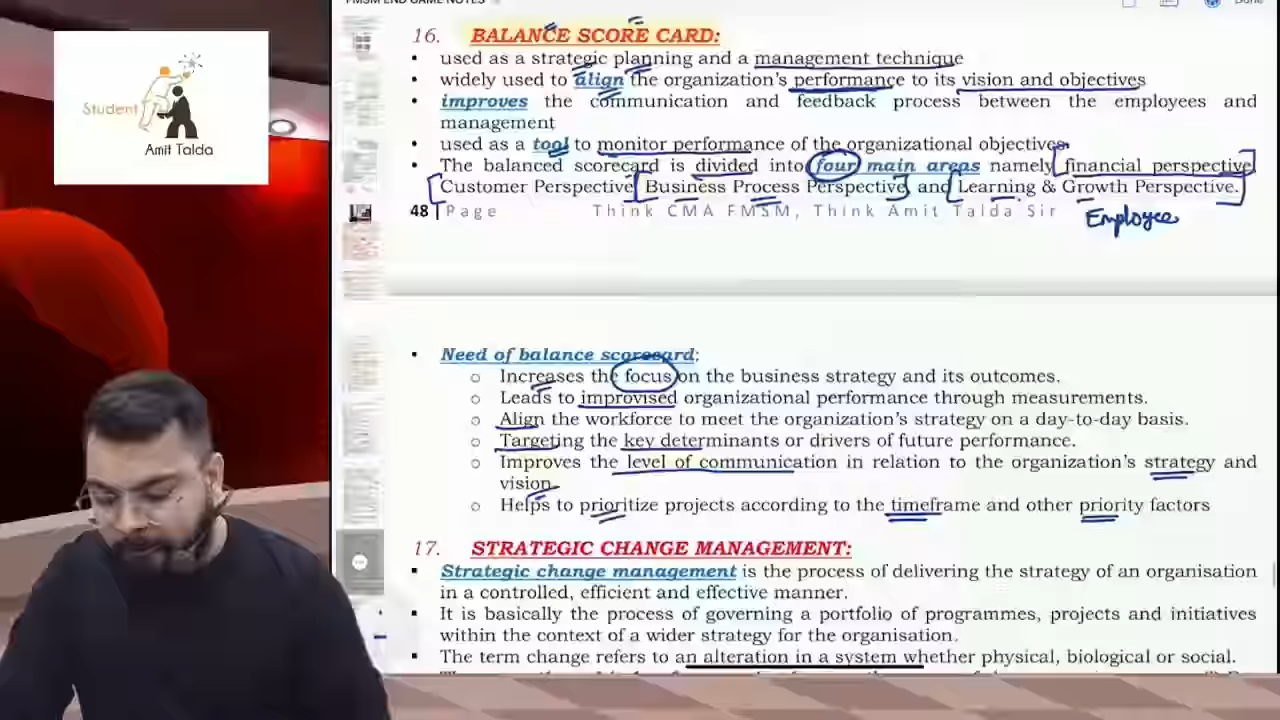 Student
Amit Talda
16. BALANCE SCORE CARD:
▪ used as a strategic planning and a management technique
▪ widely used to align the organization's performance to its vision and objectives
▪ improves the communication and feedback process between the employees and
management
▪ used as a tool to monitor performance of the organizational objectives
▪ The balanced scorecard is divided into four main areas namely financial perspective
Customer Perspective Business Process Perspective and Learning & Growth Perspective.
48 | Page Think CMA FMSM, Think Amit Talda Sir
Employee
▪ Need of balance scorecard:
o Increases the focus on the business strategy and its outcomes.
o Leads to improvised organizational performance through measurements.
o Align the workforce to meet the organization's strategy on a day-to-day basis.
o Targeting the key determinants or drivers of future performance.
o Improves the level of communication in relation to the organization's strategy and
vision
o Helps to prioritize projects according to the timeframe and other priority factors
17. STRATEGIC CHANGE MANAGEMENT:
▪ Strategic change management is the process of delivering the strategy of an organisation
in a controlled, efficient and effective manner.
▪ It is basically the process of governing a portfolio of programmes, projects and initiatives
within the context of a wider strategy for the organisation.
▪ The term change refers to an alteration in a system whether physical, biological or social.